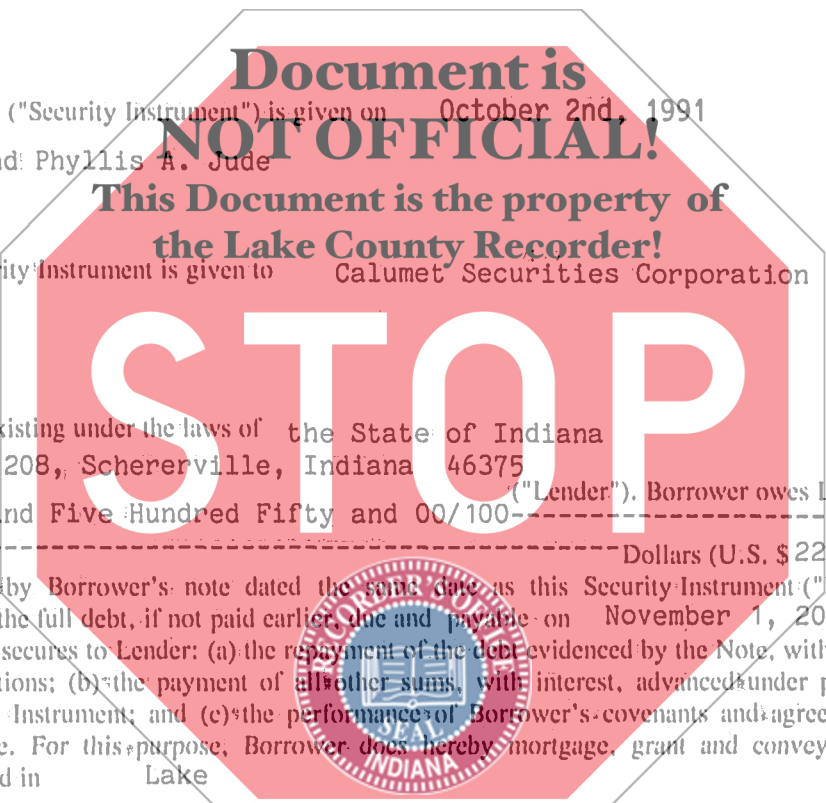 Document is
("Security Instrument") is given on October 2nd, 1991
NOT OFFICIAL!
Phyllis A. Jude
This Document is the property of
the Lake County Recorder!
Instrument is given to Calumet Securities Corporation
STOP
existing under the laws of the State of Indiana
208, Schererville, Indiana 46375
("Lender"). Borrower owes L
Five Hundred Fifty and 00/100
Dollars (U.S. $ 22
by Borrower's note dated the same date as this Security Instrument ("
the full debt, if not paid earlier, due and payable on November 1, 20
secures to Lender: (a) the repayment of the debt evidenced by the Note, with
tions; (b) the payment of all other sums, with interest, advanced under p
Instrument; and (c) the performance of Borrower's covenants and agree
e. For this purpose, Borrower does hereby mortgage, grant and convey
d in Lake
RECORDER'S OFFICE
SEAL
INDIANA